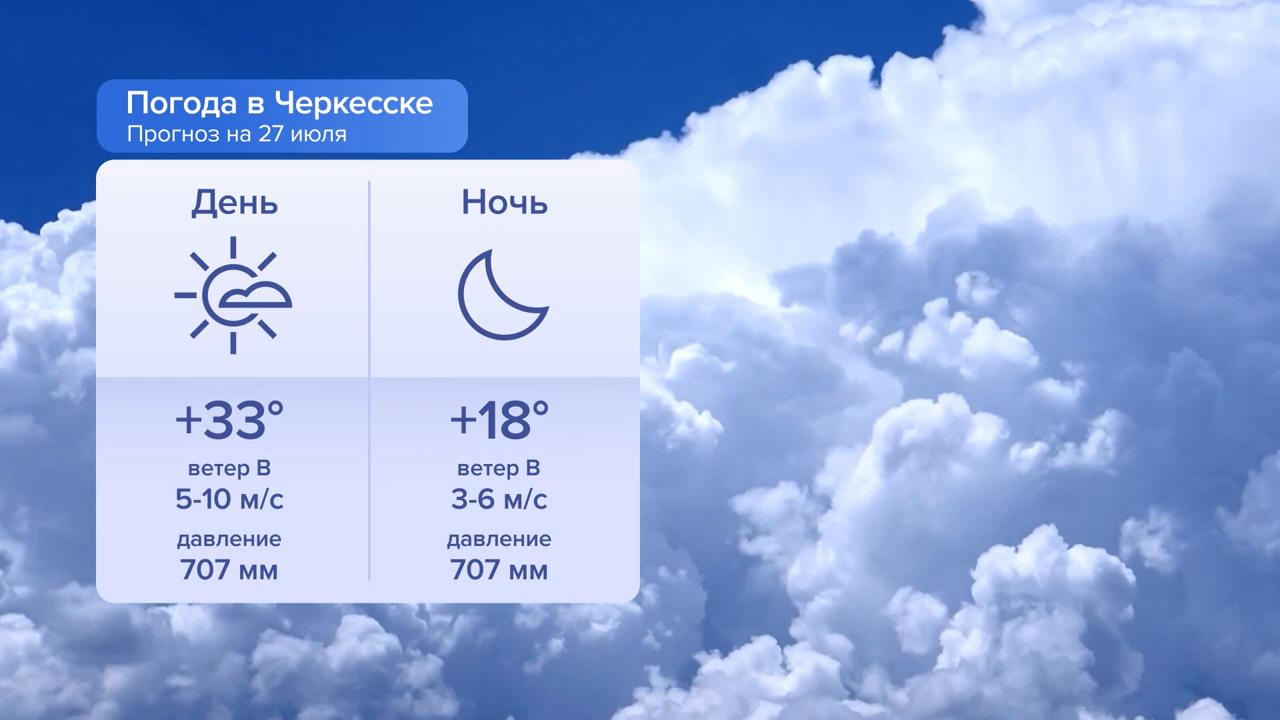 Погода в Черкесске
Прогноз на 27 июля
День
+33°
ветер В
5-10 м/с
давление
707 мм
Ночь
+18°
ветер В
3-6 м/с
давление
707 мм